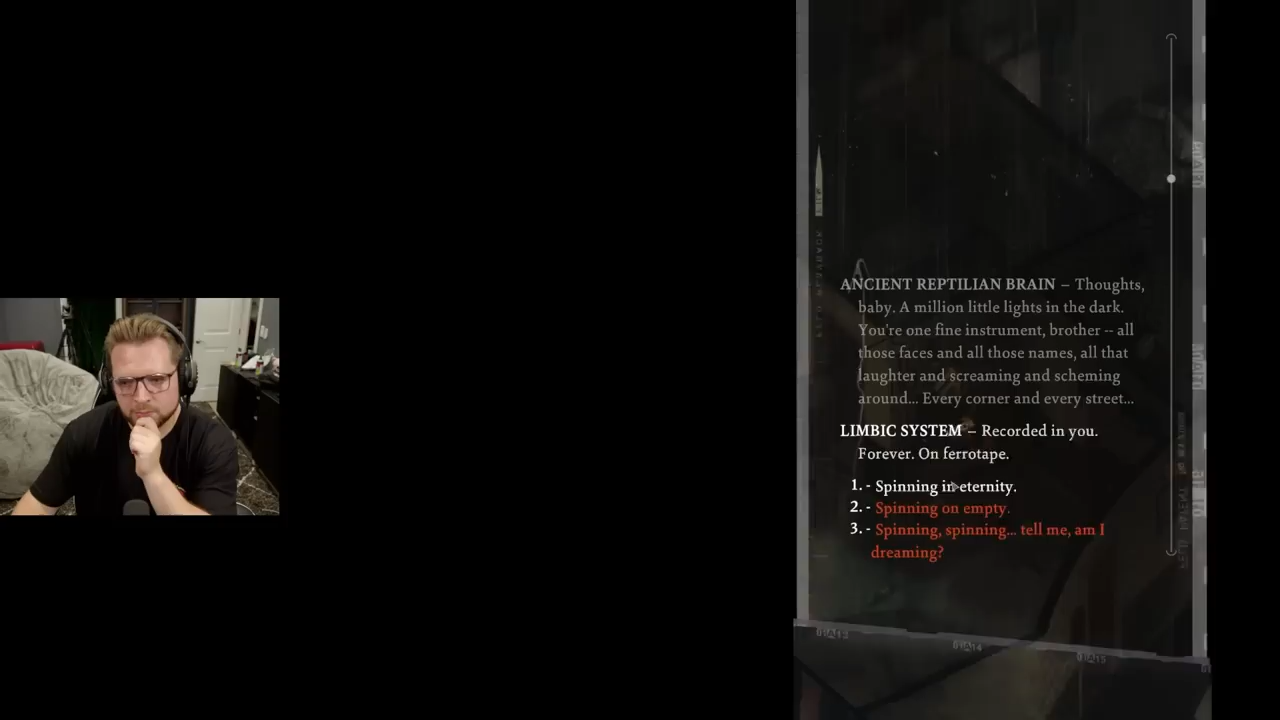 ANCIENT REPTILIAN BRAIN – Thoughts,
baby. A million little lights in the dark.
You're one fine instrument, brother -- all
those faces and all those names, all that
laughter and screaming and scheming
around... Every corner and every street...
LIMBIC SYSTEM – Recorded in you.
Forever. On ferrotape.
1. - Spinning in eternity.
2. - Spinning on empty.
3. - Spinning, spinning... tell me, am I
dreaming?